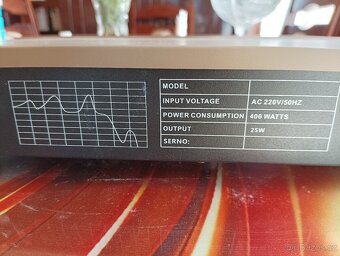 MODEL
INPUT VOLTAGE AC 220V/50HZ
POWER CONSUMPTION 400 WATTS
OUTPUT 25W
SERNO: